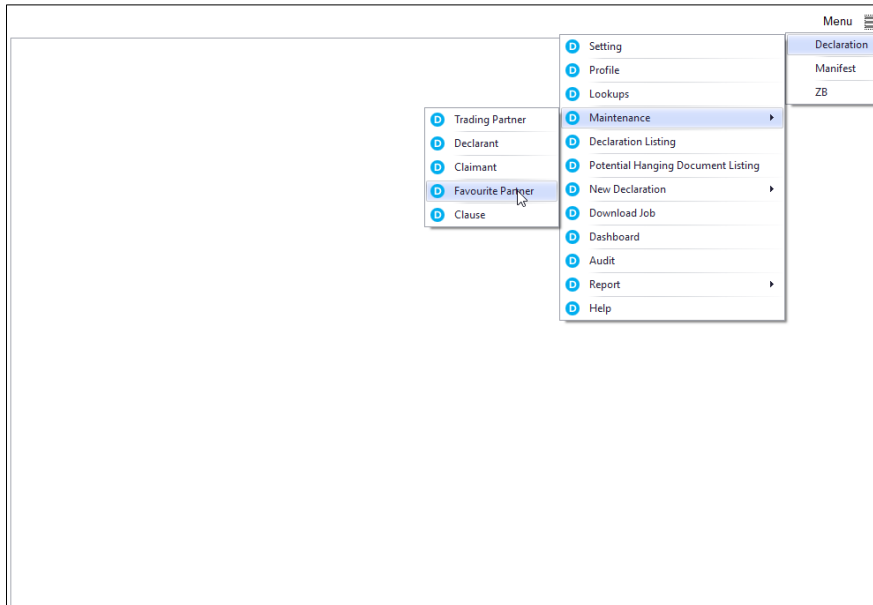 Menu
Declaration
Manifest
ZB
D Setting
D Profile
D Lookups
D Maintenance
D Declaration Listing
D Potential Hanging Document Listing
D New Declaration
D Download Job
D Dashboard
D Audit
D Report
D Help
D Trading Partner
D Declarant
D Claimant
D Favourite Partner
D Clause